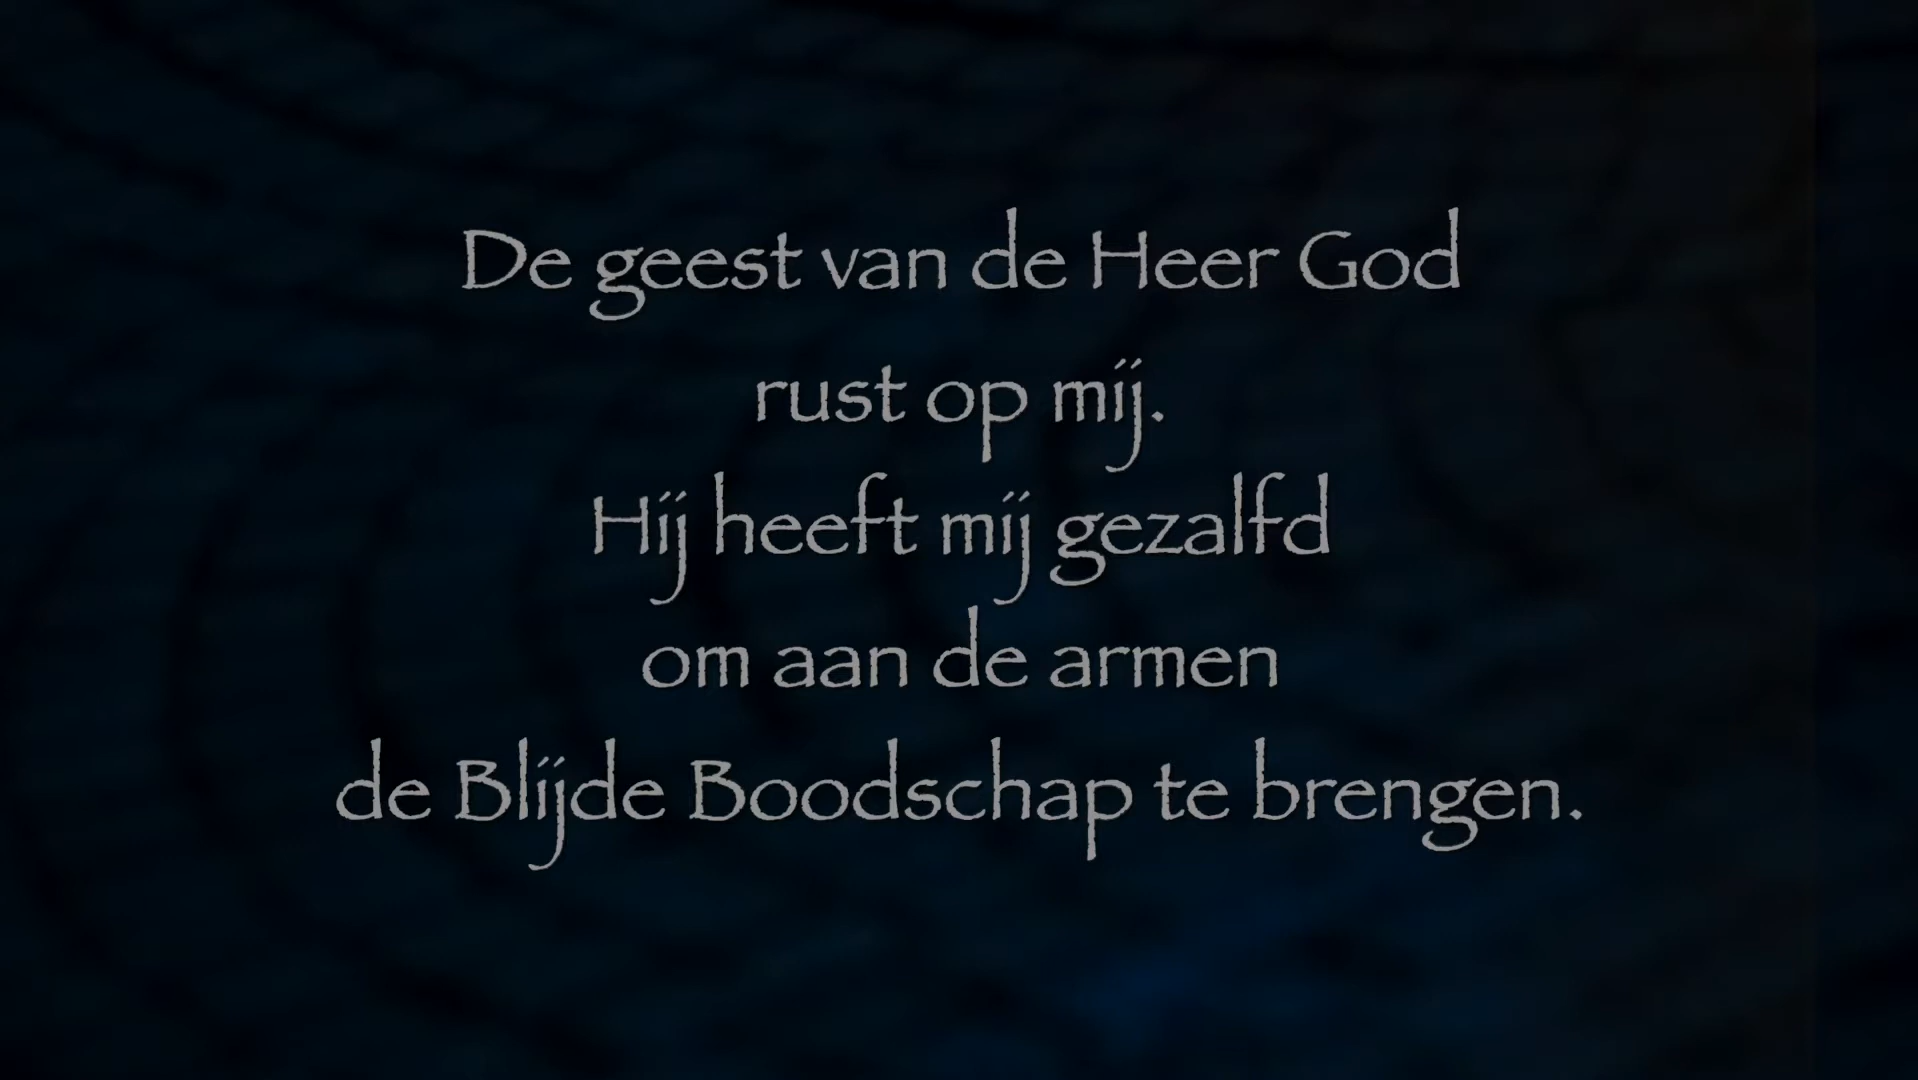 De geest van de Heer God
rust op mij.
Hij heeft mij gezalfd
om aan de armen
de Blijde Boodschap te brengen.